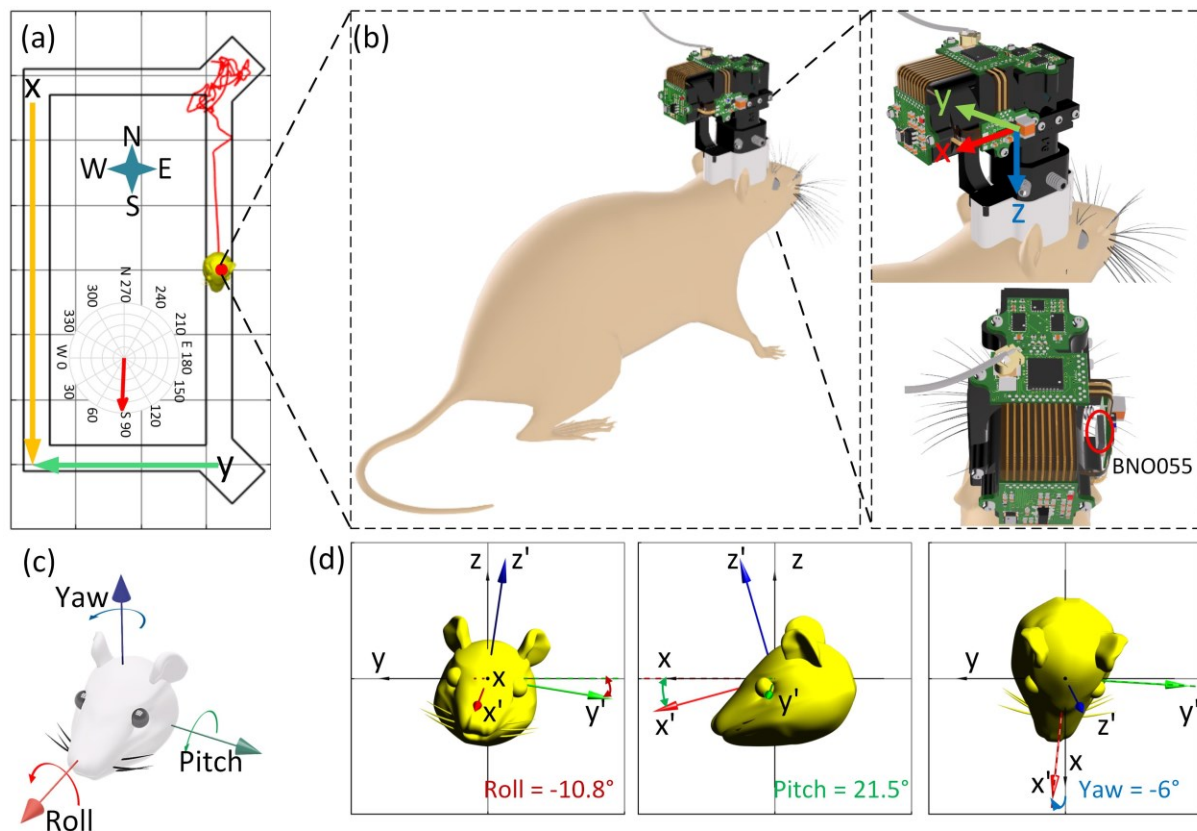 (a)
x
N
W E
S
N
270
300
240
330
210
W 0
E 180
30
150
60
120
S 90
y
(b)
y
x
z
BNO055
(c)
Yaw
Pitch
Roll
(d)
z
z'
y
x
x'
y'
Roll = -10.8°
z'
z
x
x'
y'
Pitch = 21.5°
y
y'
z'
x
x'
Yaw = -6°